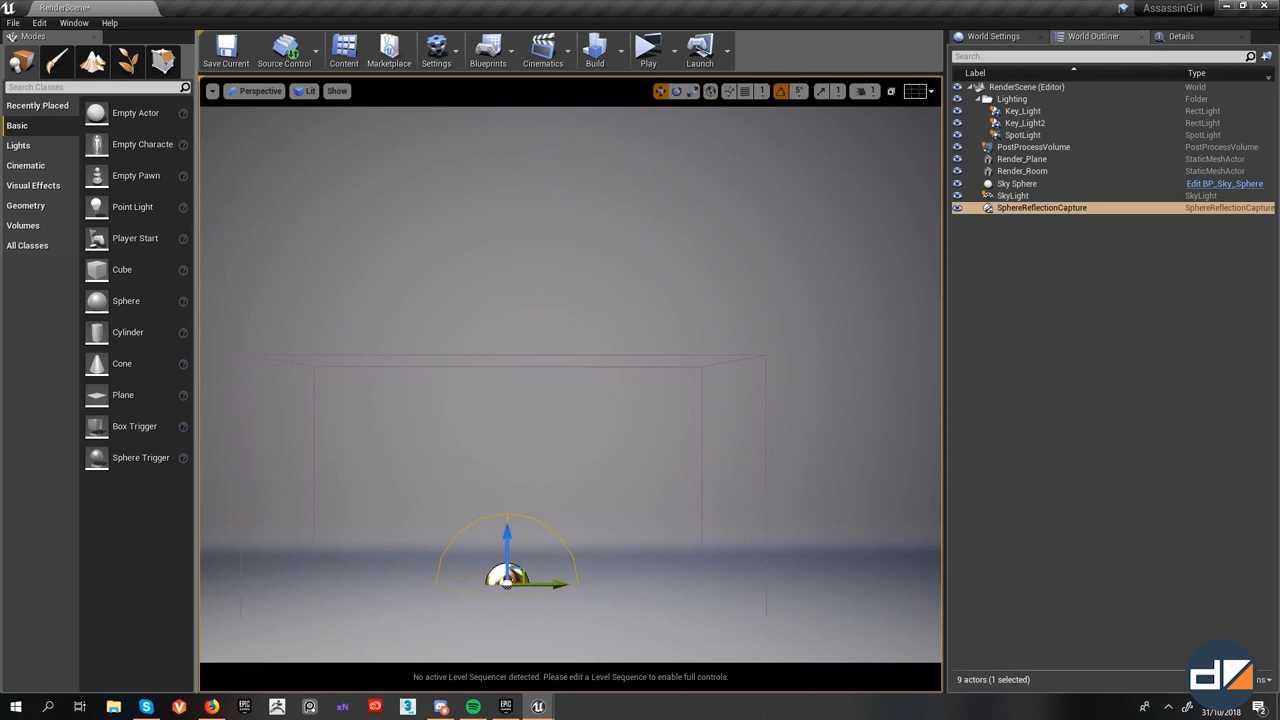 RenderScene*
AssassinGirl
File Edit Window Help
Modes
World Settings World Outliner Details
Save Current Source Control Content Marketplace Settings Blueprints Cinematics Build Play Launch
Search Classes
Search...
Label Type
Perspective Lit Show 1 5° 1 1
Recently Placed
Basic
Lights
Cinematic
Visual Effects
Geometry
Volumes
All Classes
Empty Actor
Empty Characte
Empty Pawn
Point Light
Player Start
Cube
Sphere
Cylinder
Cone
Plane
Box Trigger
Sphere Trigger
RenderScene (Editor) World
Lighting Folder
Key_Light RectLight
Key_Light2 RectLight
SpotLight SpotLight
PostProcessVolume PostProcessVolume
Render_Plane StaticMeshActor
Render_Room StaticMeshActor
Sky Sphere Edit BP_Sky_Sphere
SkyLight SkyLight
SphereReflectionCapture SphereReflectionCapture
No active Level Sequencer detected. Please edit a Level Sequence to enable full controls.
9 actors (1 selected)
31/10/2018